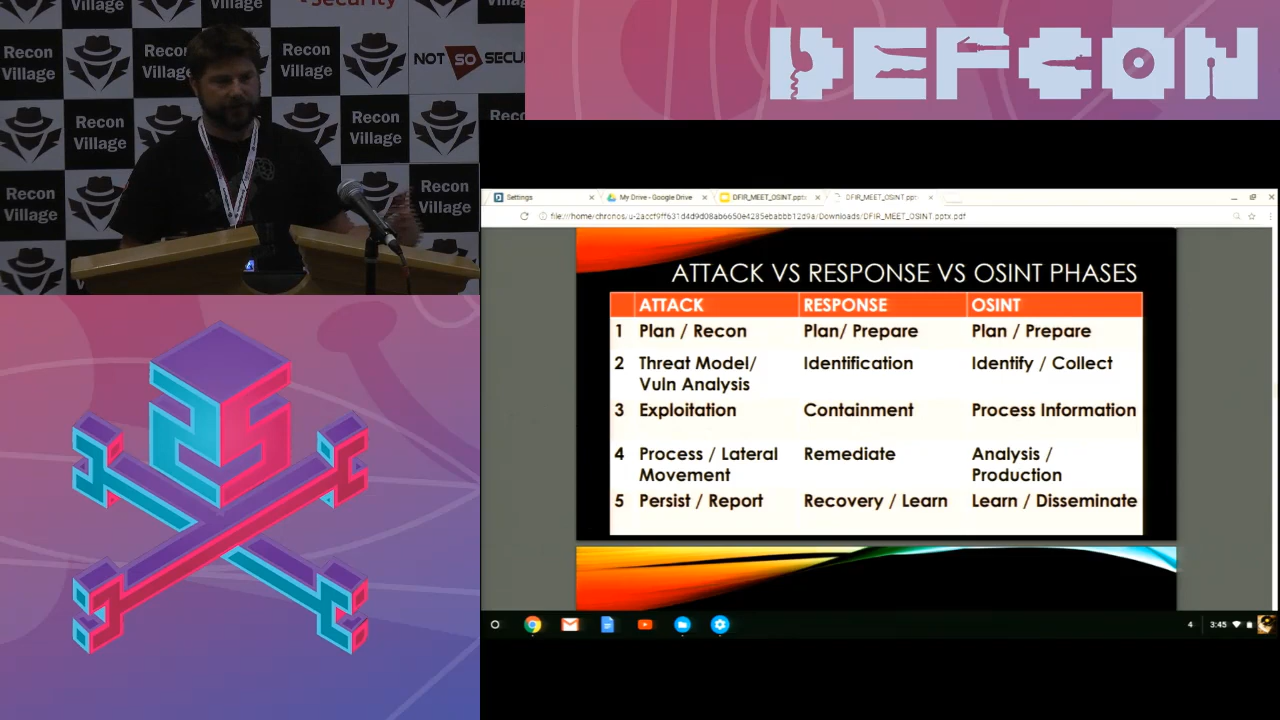 Security
Recon
Village
Recon
Village
Recon
Village
NOT SO SECU
Recon
Village
Recon
Village
Recon
Village
Recon
Village
DEFCON
Settings
My Drive - Google Drive
DFIR_MEET_OSINT.pptx
DFIR_MEET_OSINT.pptx
ATTACK VS RESPONSE VS OSINT PHASES
ATTACK RESPONSE OSINT
1 Plan / Recon Plan/ Prepare Plan / Prepare
2 Threat Model/ Identification Identify / Collect
Vuln Analysis
3 Exploitation Containment Process Information
4 Process / Lateral Remediate Analysis /
Movement Production
5 Persist / Report Recovery / Learn Learn / Disseminate
4 3:45